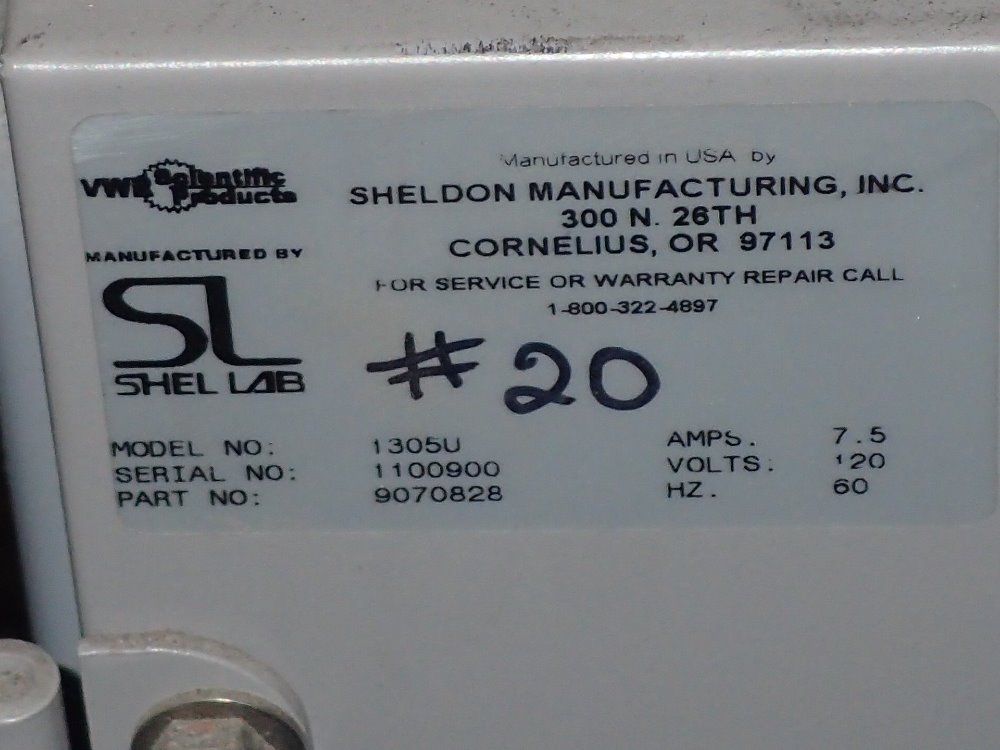 VWR Scientific Products
MANUFACTURED BY
SL
SHEL LAB
Manufactured in USA by
SHELDON MANUFACTURING, INC.
300 N. 26TH
CORNELIUS, OR 97113
FOR SERVICE OR WARRANTY REPAIR CALL
1-800-322-4897
# 20
MODEL NO: 1305U AMPS. 7.5
SERIAL NO: 1100900 VOLTS: 120
PART NO: 9070828 HZ. 60